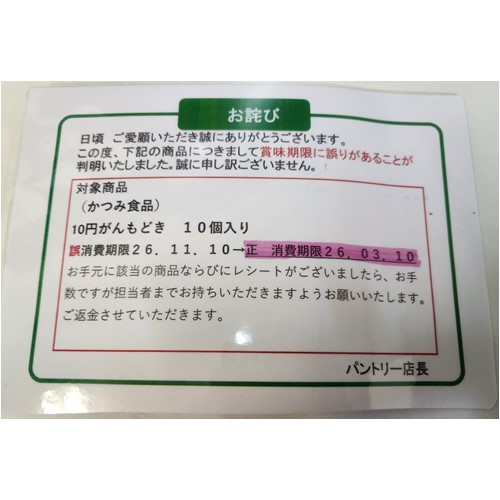 お詫び
日頃 ご愛顧いただき誠にありがとうございます。
この度、下記の商品につきまして賞味期限に誤りがあることが
判明いたしました。誠に申し訳ございません。
対象商品
（かつみ食品）
10円がんもどき １０個入り
誤消費期限２６．１１．１０→正 消費期限２６．０３．１０
お手元に該当の商品ならびにレシートがございましたら、お手
数ですが担当者までお持ちいただきますようお願いいたします。
ご返金させていただきます。
パントリー店長